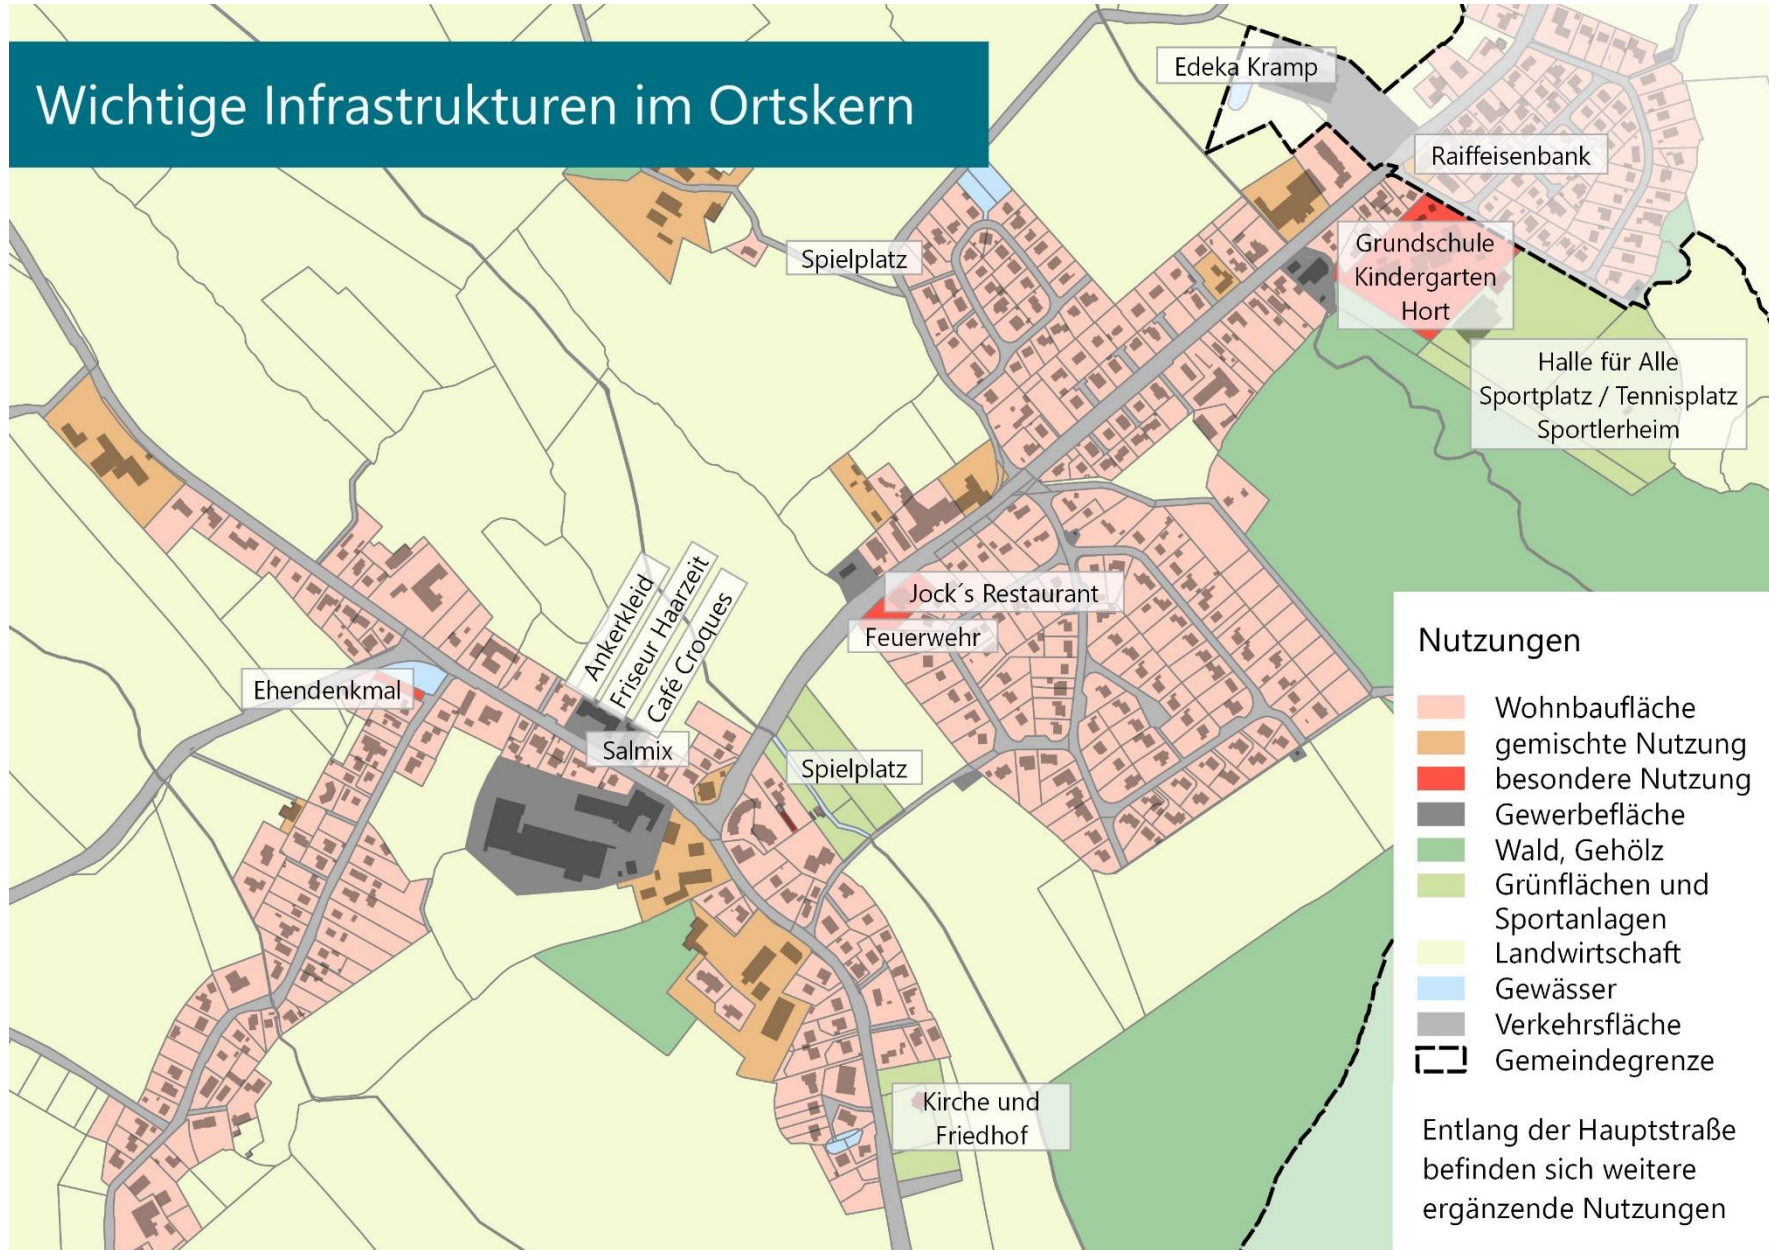 Wichtige Infrastrukturen im Ortskern
Edeka Kramp
Raiffeisenbank
Spielplatz
Grundschule
Kindergarten
Hort
Halle für Alle
Sportplatz / Tennisplatz
Sportlerheim
Jock´s Restaurant
Feuerwehr
Ankerkleid
Friseur Haarzeit
Café Croques
Ehendenkmal
Salmix
Spielplatz
Kirche und
Friedhof
Nutzungen
Wohnbaufläche
gemischte Nutzung
besondere Nutzung
Gewerbefläche
Wald, Gehölz
Grünflächen und
Sportanlagen
Landwirtschaft
Gewässer
Verkehrsfläche
Gemeindegrenze
Entlang der Hauptstraße
befinden sich weitere
ergänzende Nutzungen